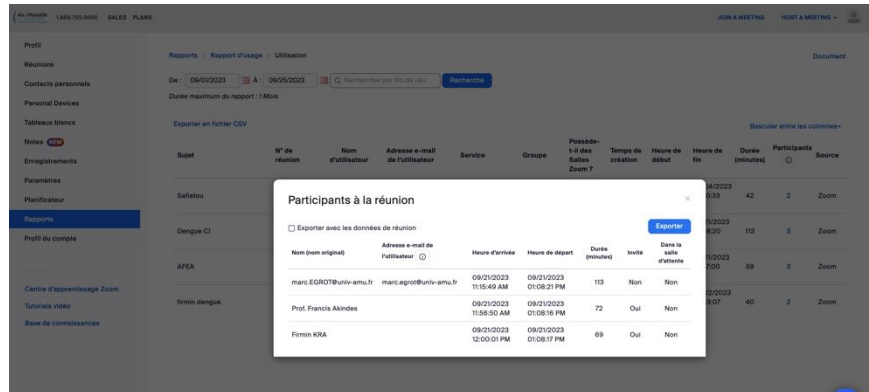 Aix Marseille 1.888.799.9666 SALES PLANS JOIN A MEETING HOST A MEETING
Profil
Réunions
Contacts personnels
Personal Devices
Tableaux blancs
Notes NEW
Enregistrements
Paramètres
Planificateur
Rapports
Profil du compte
Centre d'apprentissage Zoom
Tutoriels vidéo
Base de connaissances
Rapports > Rapport d'usage > Utilisation
Document
De : 09/01/2023 À : 09/25/2023 Rechercher par No de réu Recherche
Durée maximum du rapport : 1 Mois
Exporter en fichier CSV
Basculer entre les colonnes
Sujet
N° de réunion
Nom d'utilisateur
Adresse e-mail de l'utilisateur
Service
Groupe
Possède-t-il des Salles Zoom ?
Temps de création
Heure de début
Heure de fin
Durée (minutes)
Participants
Source
Safietou 42 2 Zoom
Dengue CI 113 3 Zoom
AFEA 59 3 Zoom
firmin dengue 40 2 Zoom
Participants à la réunion ×
Exporter avec les données de réunion Exporter
Nom (nom original)
Adresse e-mail de l'utilisateur
Heure d'arrivée
Heure de départ
Durée (minutes)
Invité
Dans la salle d'attente
marc.EGROT@univ-amu.fr marc.egrot@univ-amu.fr 09/21/2023 11:15:49 AM 09/21/2023 01:08:21 PM 113 Non Non
Prof. Francis Akindes 09/21/2023 11:56:50 AM 09/21/2023 01:08:16 PM 72 Oui Non
Firmin KRA 09/21/2023 12:00:01 PM 09/21/2023 01:08:17 PM 69 Oui Non